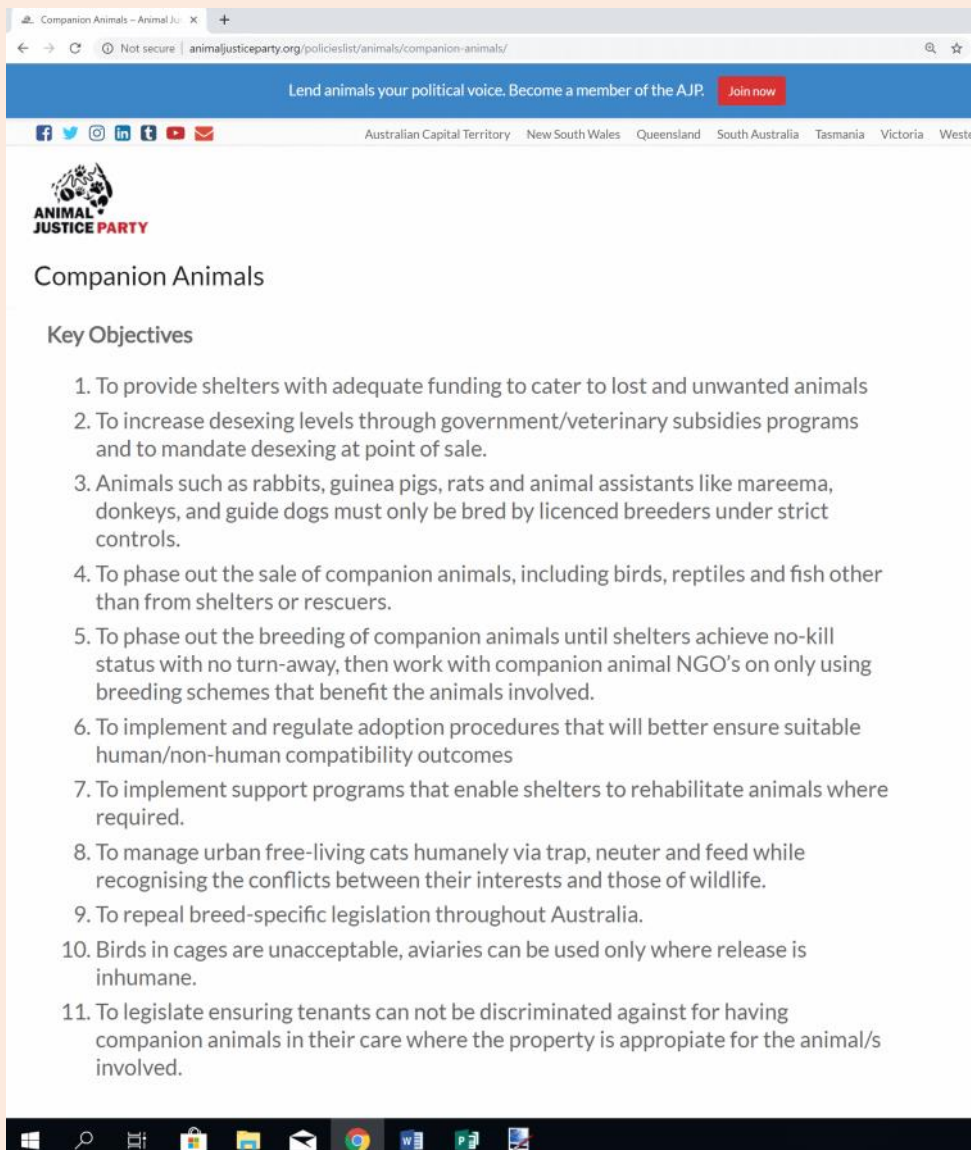 Companion Animals – Animal Ju
Not secure | animaljusticeparty.org/policieslist/animals/companion-animals/
Lend animals your political voice. Become a member of the AJP. Join now
Australian Capital Territory New South Wales Queensland South Australia Tasmania Victoria Weste
ANIMAL
JUSTICE PARTY
Companion Animals
Key Objectives
1. To provide shelters with adequate funding to cater to lost and unwanted animals
2. To increase desexing levels through government/veterinary subsidies programs
and to mandate desexing at point of sale.
3. Animals such as rabbits, guinea pigs, rats and animal assistants like mareema,
donkeys, and guide dogs must only be bred by licenced breeders under strict
controls.
4. To phase out the sale of companion animals, including birds, reptiles and fish other
than from shelters or rescuers.
5. To phase out the breeding of companion animals until shelters achieve no-kill
status with no turn-away, then work with companion animal NGO's on only using
breeding schemes that benefit the animals involved.
6. To implement and regulate adoption procedures that will better ensure suitable
human/non-human compatibility outcomes
7. To implement support programs that enable shelters to rehabilitate animals where
required.
8. To manage urban free-living cats humanely via trap, neuter and feed while
recognising the conflicts between their interests and those of wildlife.
9. To repeal breed-specific legislation throughout Australia.
10. Birds in cages are unacceptable, aviaries can be used only where release is
inhumane.
11. To legislate ensuring tenants can not be discriminated against for having
companion animals in their care where the property is appropiate for the animal/s
involved.